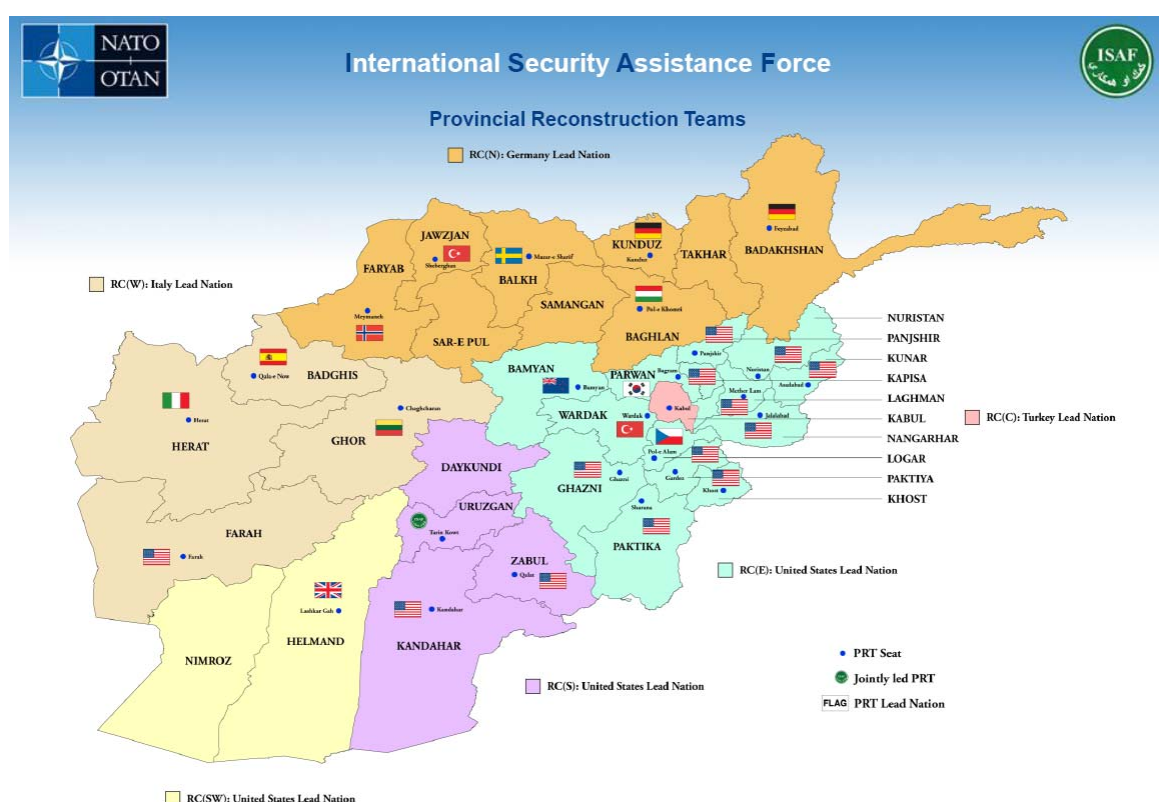 NATO
OTAN
International Security Assistance Force
ISAF
کمک او همکاری
Provincial Reconstruction Teams
RC(N): Germany Lead Nation
JAWZJAN
Sheberghan
FARYAB
Meymaneh
BALKH
Mazar-e Sharif
KUNDUZ
Kunduz
TAKHAR
BADAKHSHAN
Feyzabad
SAMANGAN
SAR-E PUL
Pol-e Khomri
BAGHLAN
RC(W): Italy Lead Nation
Qala-e Now
BADGHIS
Herat
HERAT
Chaghcharan
GHOR
FARAH
Farah
BAMYAN
Bamyan
PARWAN
Bagram
Panjshir
Nuristan
Asadabad
Mether Lam
Jalalabad
Kabul
WARDAK
Wardak
Pol-e Alam
GHAZNI
Ghazni
Gardez
Khost
Sharana
PAKTIKA
NURISTAN
PANJSHIR
KUNAR
KAPISA
LAGHMAN
KABUL
NANGARHAR
LOGAR
PAKTIYA
KHOST
RC(C): Turkey Lead Nation
DAYKUNDI
URUZGAN
Tarin Kowt
ZABUL
Qalat
Kandahar
KANDAHAR
Lashkar Gah
HELMAND
NIMROZ
RC(E): United States Lead Nation
RC(S): United States Lead Nation
PRT Seat
Jointly led PRT
FLAG PRT Lead Nation
RC(SW): United States Lead Nation